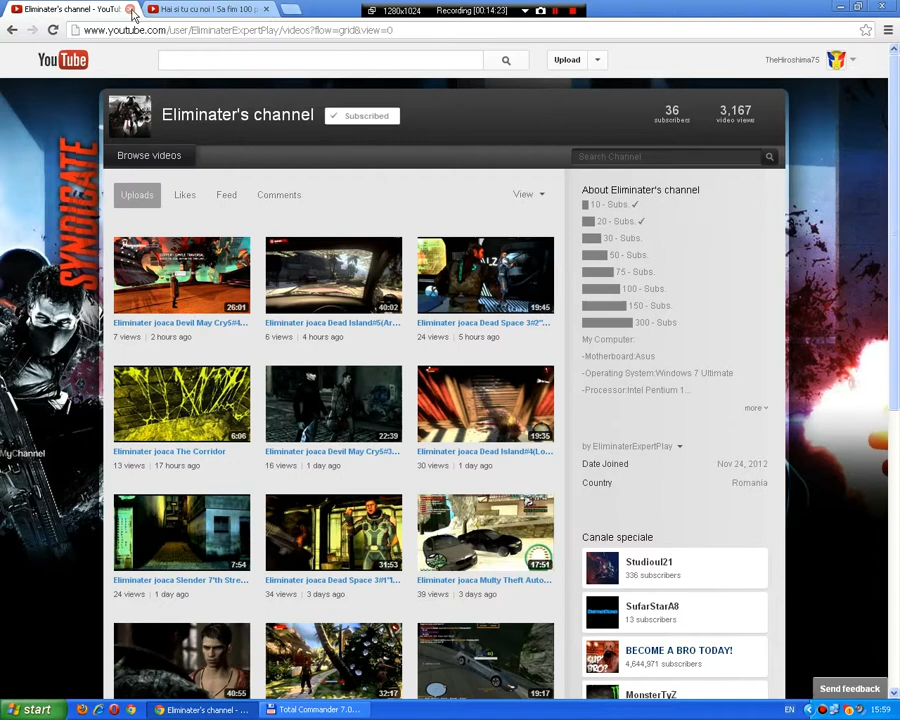 Eliminater's channel - YouTub
Hai si tu cu noi ! Sa fim 100 p
1280x1024
Recording [00:14:23]
www.youtube.com/user/EliminaterExpertPlay/videos?flow=grid&view=0
YouTube
Upload
TheHiroshima75
Eliminater's channel
Subscribed
36
subscribers
3,167
video views
Browse videos
Search Channel
Uploads
Likes
Feed
Comments
View
SYNDICATE
MyChannel
26:01
Eliminater joaca Devil May Cry5#4...
7 views | 2 hours ago
40:02
Eliminater joaca Dead Island#5(Ar...
6 views | 4 hours ago
19:45
Eliminater joaca Dead Space 3#2"...
24 views | 5 hours ago
6:06
Eliminater joaca The Corridor
13 views | 17 hours ago
22:39
Eliminater joaca Devil May Cry5#3...
16 views | 1 day ago
19:35
Eliminater joaca Dead Island#4(Lo...
30 views | 1 day ago
7:54
Eliminater joaca Slender 7'th Stre...
24 views | 1 day ago
31:53
Eliminater joaca Dead Space 3#1"I...
34 views | 3 days ago
17:51
Eliminater joaca Multy Theft Auto...
39 views | 3 days ago
40:55
32:17
19:17
About Eliminater's channel
10 - Subs. ✓
20 - Subs. ✓
30 - Subs.
50 - Subs.
75 - Subs.
100 - Subs.
150 - Subs.
300 - Subs
My Computer:
-Motherboard:Asus
-Operating System:Windows 7 Ultimate
-Processor:Intel Pentium 1...
more
by EliminaterExpertPlay
Date Joined
Nov 24, 2012
Country
Romania
Canale speciale
Studioul21
336 subscribers
SufarStarA8
13 subscribers
BECOME A BRO TODAY!
4,644,971 subscribers
MonsterTyZ
Send feedback
start
Eliminater's channel - ...
Total Commander 7.0...
EN
15:59